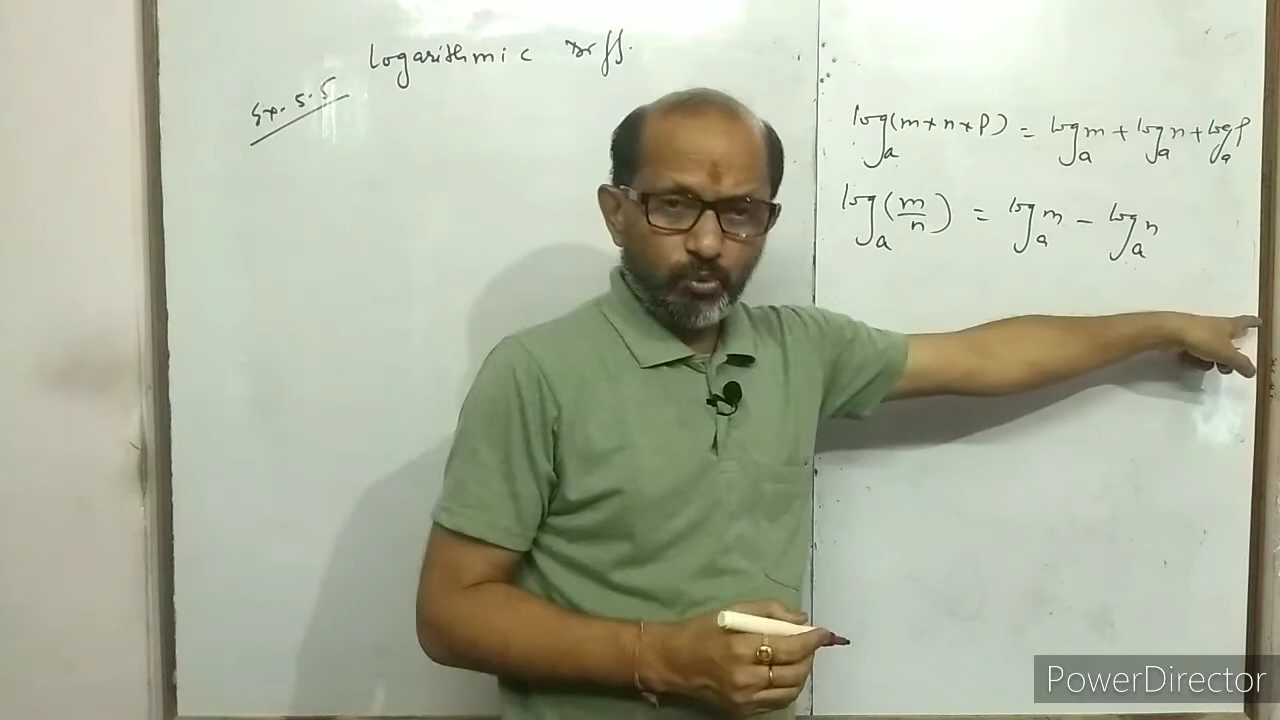 Logarithmic Diff.
Ex. 5.5
log_a(m×n×p) = log_a m + log_a n + log_a p
log_a(m/n) = log_a m − log_a n
PowerDirector